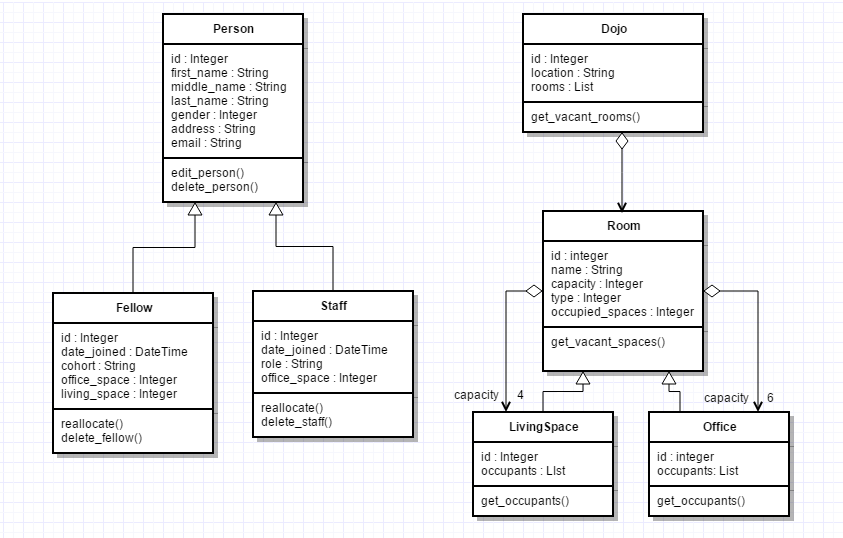 Person
id : Integer
first_name : String
middle_name : String
last_name : String
gender : Integer
address : String
email : String
edit_person()
delete_person()
Dojo
id : Integer
location : String
rooms : List
get_vacant_rooms()
Room
id : integer
name : String
capacity : Integer
type : Integer
occupied_spaces : Integer
get_vacant_spaces()
Fellow
id : Integer
date_joined : DateTime
cohort : String
office_space : Integer
living_space : Integer
reallocate()
delete_fellow()
Staff
id : Integer
date_joined : DateTime
role : String
office_space : Integer
reallocate()
delete_staff()
capacity 4
capacity 6
LivingSpace
id : Integer
occupants : LIst
get_occupants()
Office
id : integer
occupants: List
get_occupants()